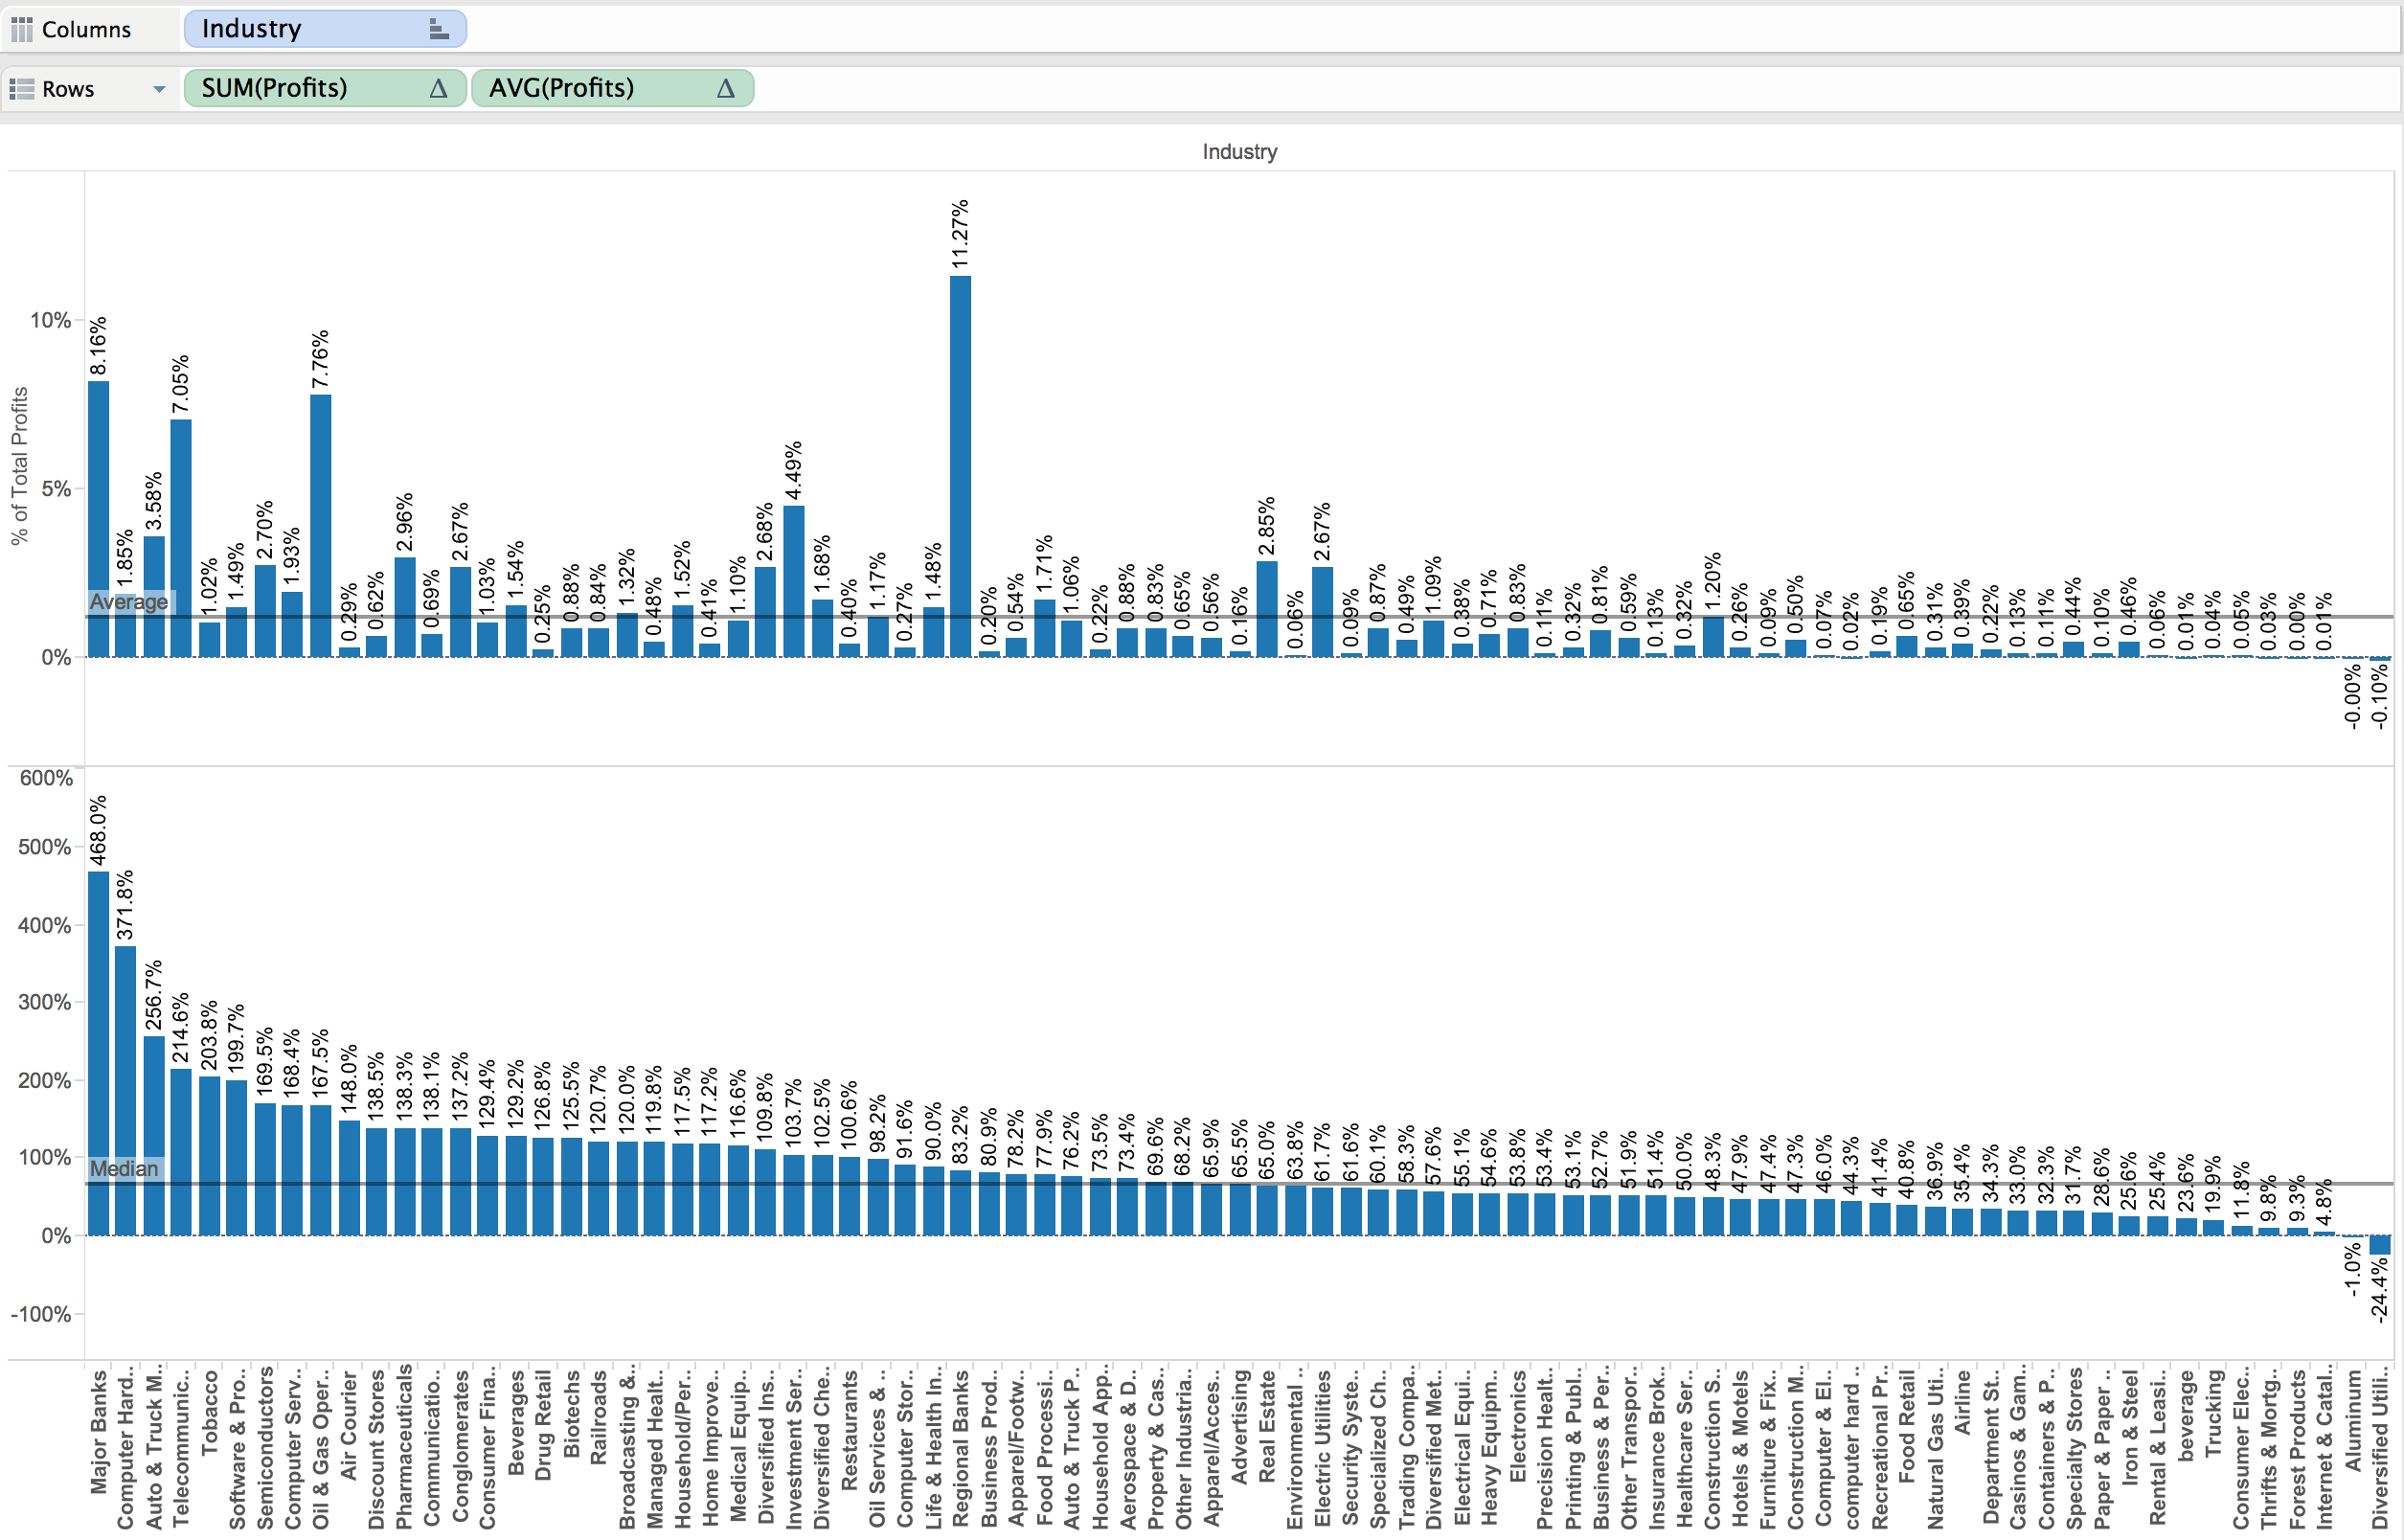 Columns
Industry
Rows
SUM(Profits) Δ
AVG(Profits) Δ
Industry
% of Total Profits
10%
5%
0%
Average
8.16%
1.85%
3.58%
7.05%
1.02%
1.49%
2.70%
1.93%
7.76%
0.29%
0.62%
2.96%
0.69%
2.67%
1.03%
1.54%
0.25%
0.88%
0.84%
1.32%
0.48%
1.52%
0.41%
1.10%
2.68%
4.49%
1.68%
0.40%
1.17%
0.27%
1.48%
11.27%
0.20%
0.54%
1.71%
1.06%
0.22%
0.88%
0.83%
0.65%
0.56%
0.16%
2.85%
0.06%
2.67%
0.09%
0.87%
0.49%
1.09%
0.38%
0.71%
0.83%
0.11%
0.32%
0.81%
0.59%
0.13%
0.32%
1.20%
0.26%
0.09%
0.50%
0.07%
0.02%
0.19%
0.65%
0.31%
0.39%
0.22%
0.13%
0.11%
0.44%
0.10%
0.46%
0.06%
0.01%
0.04%
0.05%
0.03%
0.00%
0.01%
-0.00%
-0.10%
600%
500%
400%
300%
200%
100%
0%
-100%
Median
468.0%
371.8%
256.7%
214.6%
203.8%
199.7%
169.5%
168.4%
167.5%
148.0%
138.5%
138.3%
138.1%
137.2%
129.4%
129.2%
126.8%
125.5%
120.7%
120.0%
119.8%
117.5%
117.2%
116.6%
109.8%
103.7%
102.5%
100.6%
98.2%
91.6%
90.0%
83.2%
80.9%
78.2%
77.9%
76.2%
73.5%
73.4%
69.6%
68.2%
65.9%
65.5%
65.0%
63.8%
61.7%
61.6%
60.1%
58.3%
57.6%
55.1%
54.6%
53.8%
53.4%
53.1%
52.7%
51.9%
51.4%
50.0%
48.3%
47.9%
47.4%
47.3%
46.0%
44.3%
41.4%
40.8%
36.9%
35.4%
34.3%
33.0%
32.3%
31.7%
28.6%
25.6%
25.4%
23.6%
19.9%
11.8%
9.8%
9.3%
4.8%
-1.0%
-24.4%
Major Banks
Computer Hard..
Auto & Truck M..
Telecommunic..
Tobacco
Software & Pro..
Semiconductors
Computer Serv..
Oil & Gas Oper..
Air Courier
Discount Stores
Pharmaceuticals
Communicatio..
Conglomerates
Consumer Fina..
Beverages
Drug Retail
Biotechs
Railroads
Broadcasting &..
Managed Healt..
Household/Per..
Home Improve..
Medical Equip..
Diversified Ins..
Investment Ser..
Diversified Che..
Restaurants
Oil Services & ..
Computer Stor..
Life & Health In..
Regional Banks
Business Prod..
Apparel/Footw..
Food Processi..
Auto & Truck P..
Household App..
Aerospace & D..
Property & Cas..
Other Industria..
Apparel/Acces..
Advertising
Real Estate
Environmental ..
Electric Utilities
Security Syste..
Specialized Ch..
Trading Compa..
Diversified Met..
Electrical Equi..
Heavy Equipm..
Electronics
Precision Healt..
Printing & Publ..
Business & Per..
Other Transpor..
Insurance Brok..
Healthcare Ser..
Construction S..
Hotels & Motels
Furniture & Fix..
Construction M..
Computer & El..
computer hard ..
Recreational Pr..
Food Retail
Natural Gas Uti..
Airline
Department St..
Casinos & Gam..
Containers & P..
Specialty Stores
Paper & Paper ..
Iron & Steel
Rental & Leasi..
beverage
Trucking
Consumer Elec..
Thrifts & Mortg..
Forest Products
Internet & Catal..
Aluminum
Diversified Util..